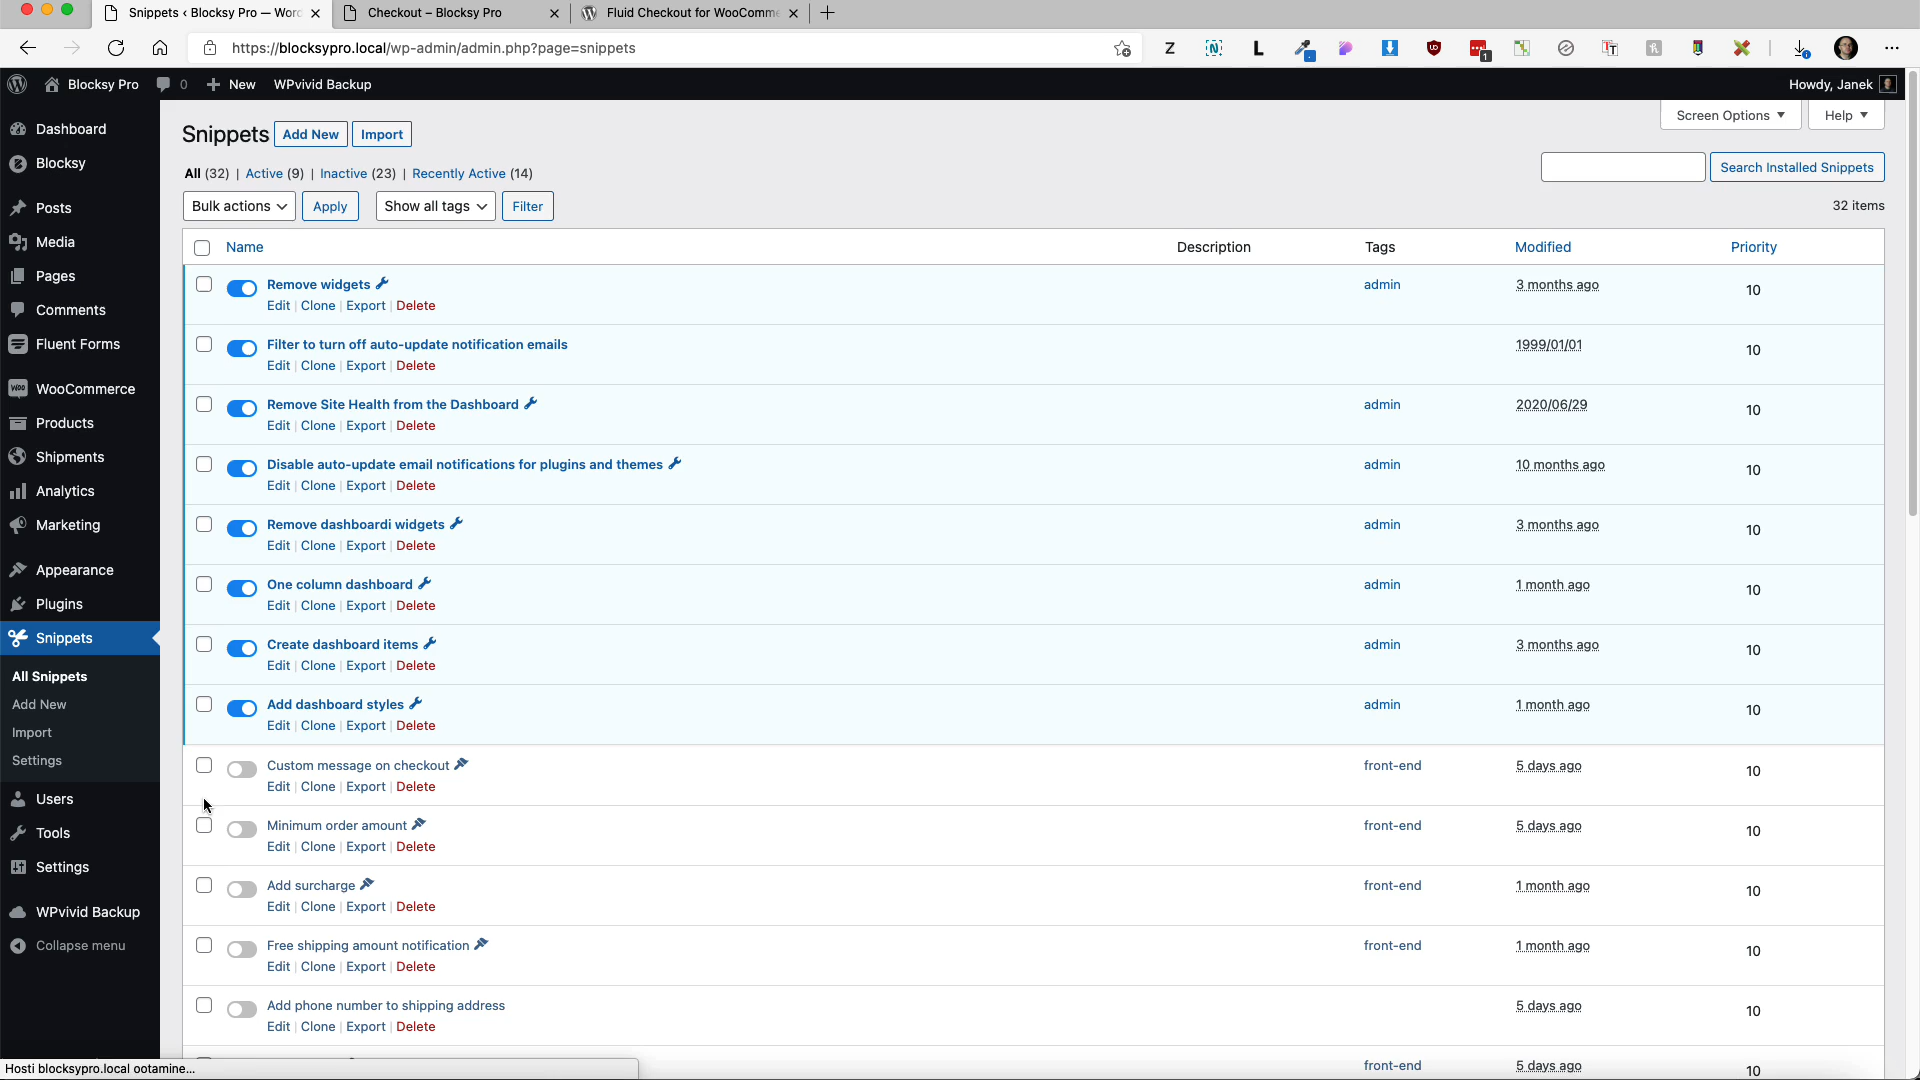 Snippets ‹ Blocksy Pro — Word
Checkout – Blocksy Pro
Fluid Checkout for WooComme
https://blocksypro.local/wp-admin/admin.php?page=snippets
Z
N
L
1
Blocksy Pro
0
New
WPvivid Backup
Howdy, Janek
Dashboard
Blocksy
Posts
Media
Pages
Comments
Fluent Forms
WooCommerce
Products
Shipments
Analytics
Marketing
Appearance
Plugins
Snippets
All Snippets
Add New
Import
Settings
Users
Tools
Settings
WPvivid Backup
Collapse menu
Screen Options
Help
Snippets Add New Import
All (32) | Active (9) | Inactive (23) | Recently Active (14)
Search Installed Snippets
Bulk actions Apply Show all tags Filter
32 items
Name Description Tags Modified Priority
Remove widgets admin 3 months ago 10
Edit | Clone | Export | Delete
Filter to turn off auto-update notification emails 1999/01/01 10
Edit | Clone | Export | Delete
Remove Site Health from the Dashboard admin 2020/06/29 10
Edit | Clone | Export | Delete
Disable auto-update email notifications for plugins and themes admin 10 months ago 10
Edit | Clone | Export | Delete
Remove dashboardi widgets admin 3 months ago 10
Edit | Clone | Export | Delete
One column dashboard admin 1 month ago 10
Edit | Clone | Export | Delete
Create dashboard items admin 3 months ago 10
Edit | Clone | Export | Delete
Add dashboard styles admin 1 month ago 10
Edit | Clone | Export | Delete
Custom message on checkout front-end 5 days ago 10
Edit | Clone | Export | Delete
Minimum order amount front-end 5 days ago 10
Edit | Clone | Export | Delete
Add surcharge front-end 1 month ago 10
Edit | Clone | Export | Delete
Free shipping amount notification front-end 1 month ago 10
Edit | Clone | Export | Delete
Add phone number to shipping address 5 days ago 10
Edit | Clone | Export | Delete
front-end 5 days ago 10
Hosti blocksypro.local ootamine...